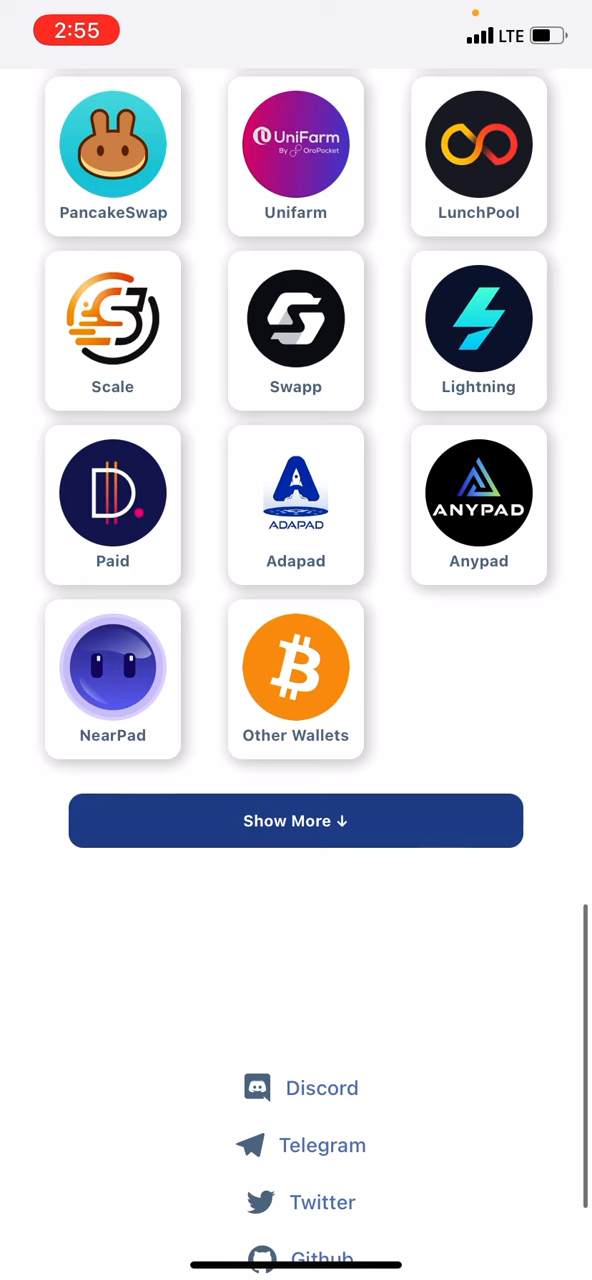 2:55
LTE
UniFarm
By OroPocket
PancakeSwap
Unifarm
LunchPool
Scale
Swapp
Lightning
D.
ADAPAD
ANYPAD
Paid
Adapad
Anypad
NearPad
Other Wallets
Show More ↓
Discord
Telegram
Twitter
Github